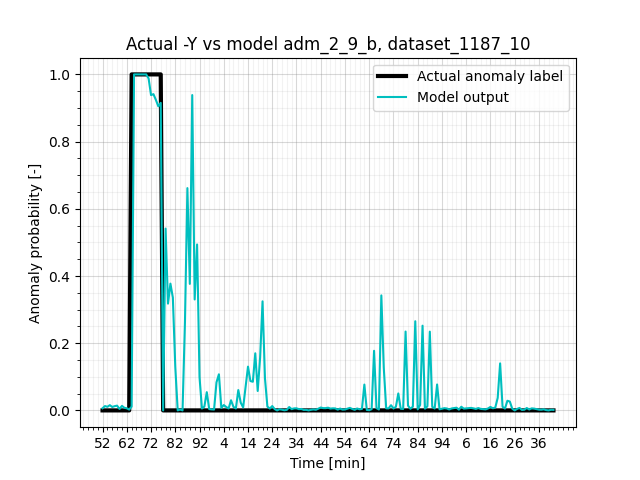 Actual -Y vs model adm_2_9_b, dataset_1187_10
Actual anomaly label
Model output
Anomaly probability [-]
1.0
0.8
0.6
0.4
0.2
0.0
52 62 72 82 92 4 14 24 34 44 54 64 74 84 94 6 16 26 36
Time [min]